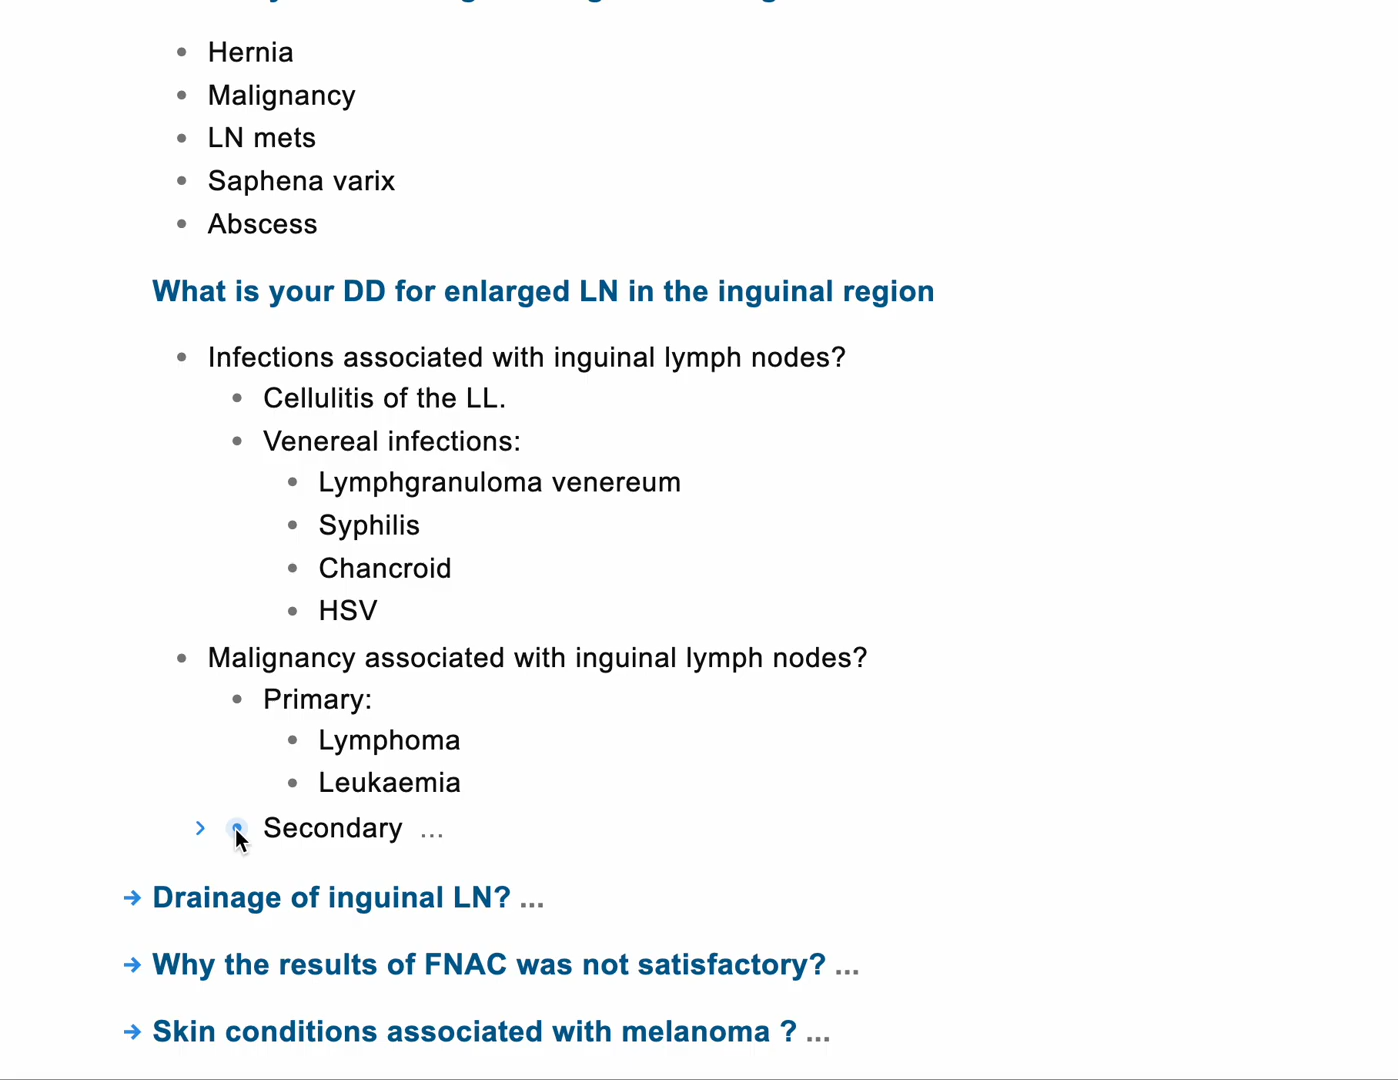 Hernia
Malignancy
LN mets
Saphena varix
Abscess
What is your DD for enlarged LN in the inguinal region
Infections associated with inguinal lymph nodes?
Cellulitis of the LL.
Venereal infections:
Lymphgranuloma venereum
Syphilis
Chancroid
HSV
Malignancy associated with inguinal lymph nodes?
Primary:
Lymphoma
Leukaemia
Secondary ...
Drainage of inguinal LN? ...
Why the results of FNAC was not satisfactory? ...
Skin conditions associated with melanoma ? ...